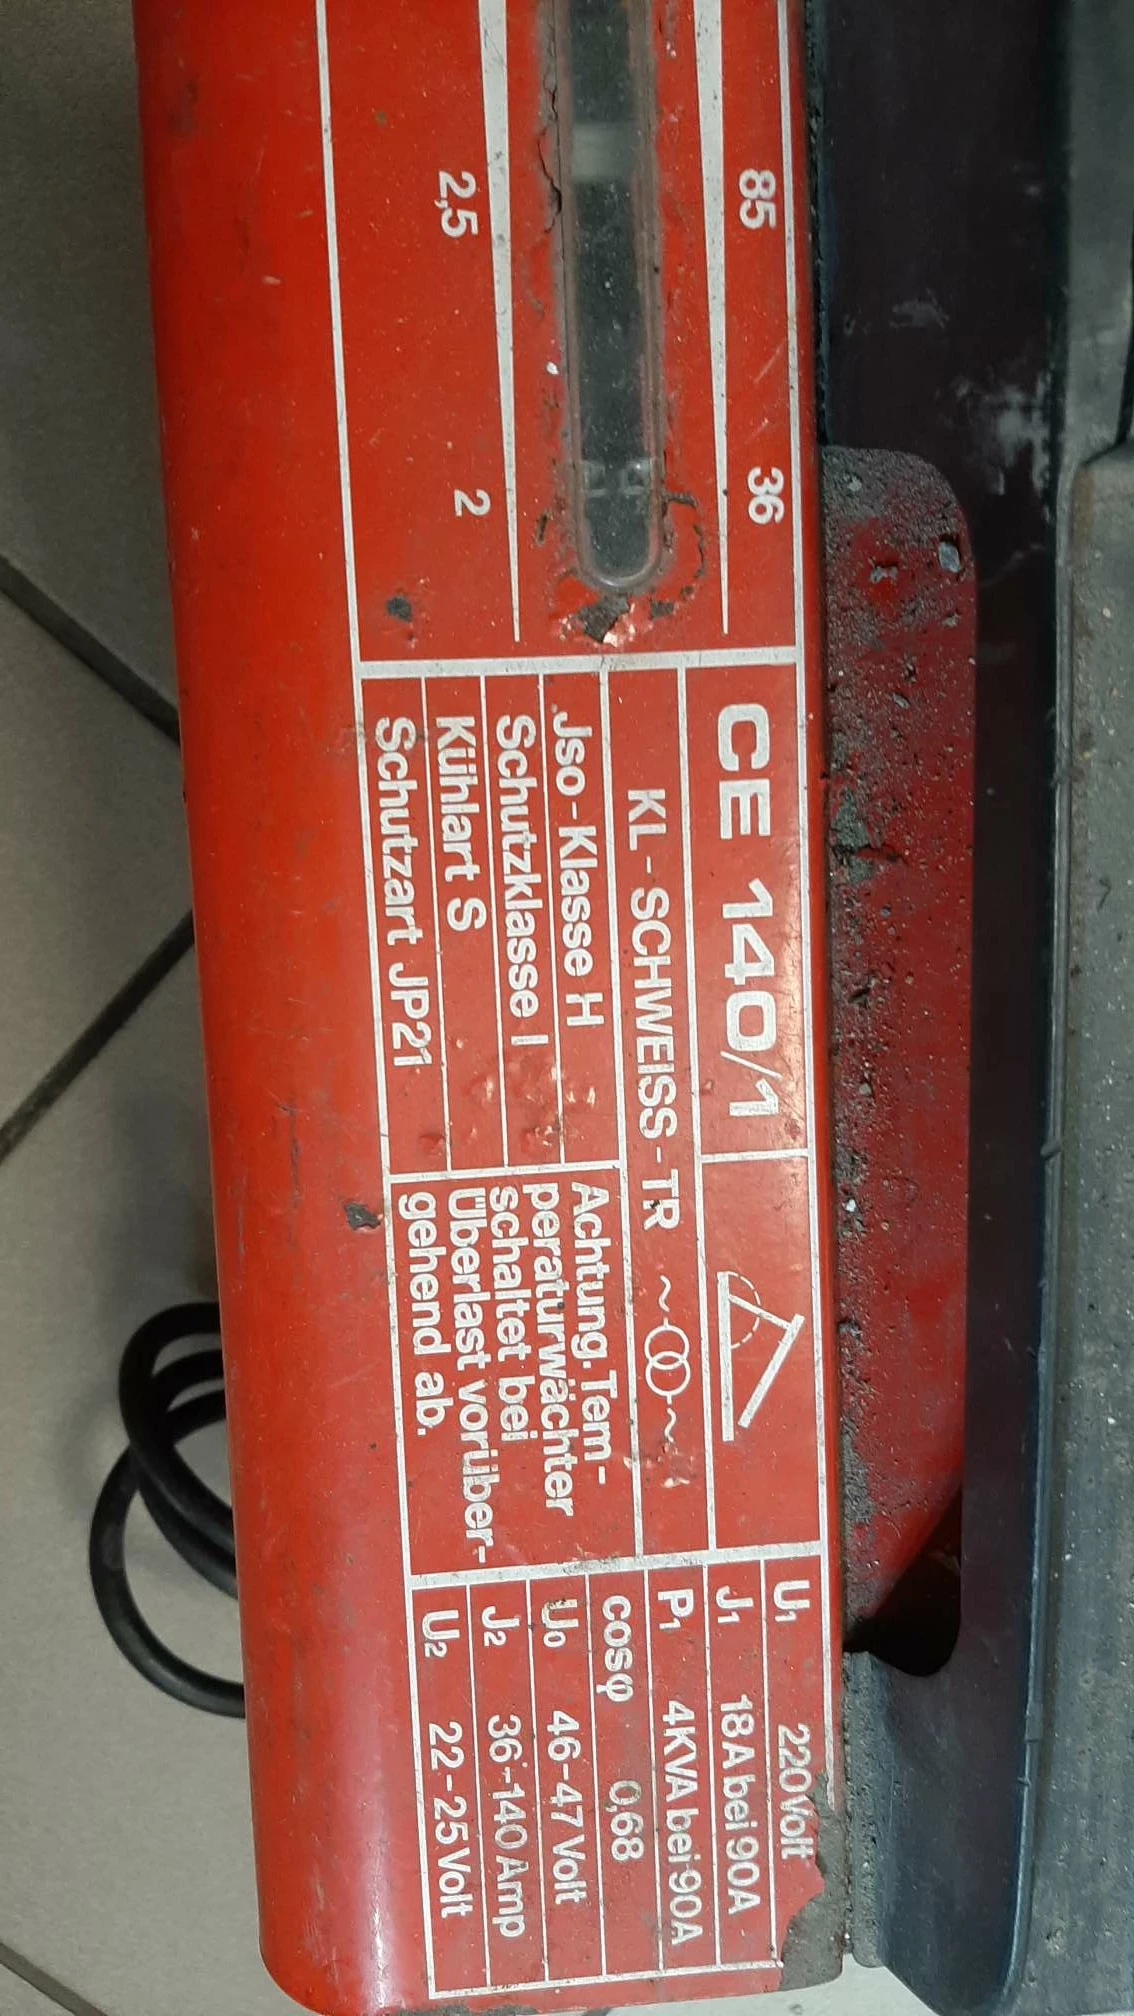 85 36
2,5 2
CE 140/1
KL-SCHWEISS-TR
Jso-Klasse H
Schutzklasse I
Kühlart S
Schutzart JP21
Achtung. Tem-
peraturwächter
schaltet bei
Überlast vorüber-
gehend ab.
U1 220Volt
J1 18A bei 90A
P1 4KVA bei 90A
cosφ 0,68
U0 46-47 Volt
J2 36-140 Amp
U2 22-25 Volt